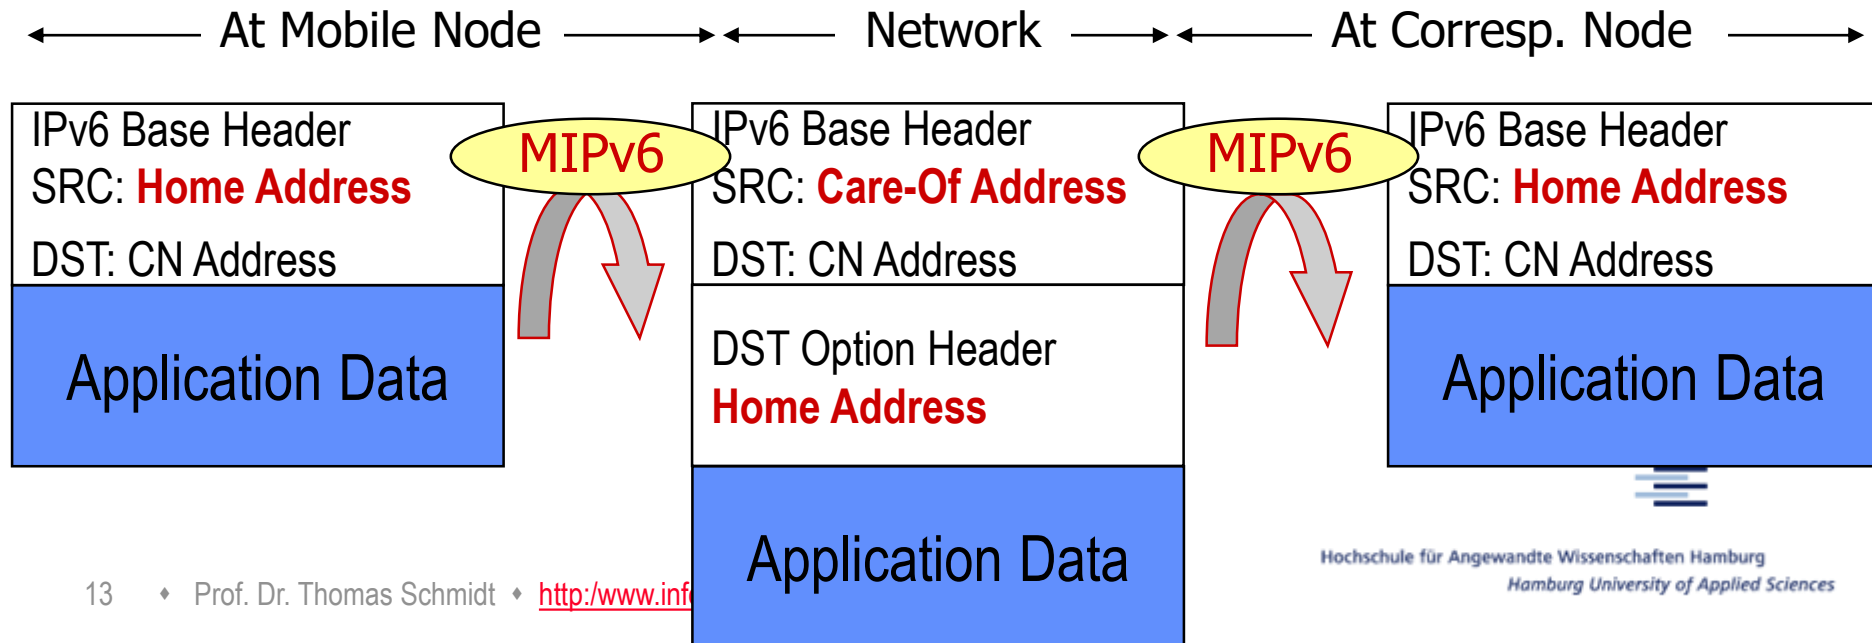 At Mobile Node
Network
At Corresp. Node
IPv6 Base Header
SRC: Home Address
DST: CN Address
Application Data
MIPv6
IPv6 Base Header
SRC: Care-Of Address
DST: CN Address
DST Option Header
Home Address
Application Data
MIPv6
IPv6 Base Header
SRC: Home Address
DST: CN Address
Application Data
Hochschule für Angewandte Wissenschaften Hamburg
Hamburg University of Applied Sciences
13 • Prof. Dr. Thomas Schmidt • http:/www.inf